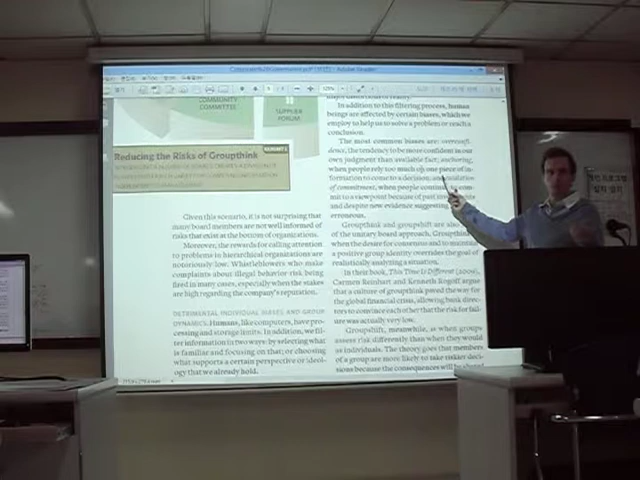 COMMUNITY
COMMITTEE
SUPPLIER
FORUM
Reducing the Risks of Groupthink
Given this scenario, it is not surprising that
many board members are not well informed of
risks that exist at the bottom of organizations.
Moreover, the rewards for calling attention
to problems in hierarchical organizations are
notoriously low. Whistleblowers who make
complaints about illegal behavior risk being
fired in many cases, especially when the stakes
are high regarding the company's reputation.
DETRIMENTAL INDIVIDUAL BIASES AND GROUP
DYNAMICS. Humans, like computers, have pro-
cessing and storage limits. In addition, we fil-
ter information in two ways: by selecting what
is familiar and focusing on that; or choosing
what supports a certain perspective or ideol-
ogy that we already hold.
In addition to this filtering process, human
beings are affected by certain biases, which we
employ to help us to solve a problem or reach a
conclusion.
The most common biases are: overconfi-
dence, the tendency to be more confident in our
own judgment than available fact; anchoring,
when people rely too much on one piece of in-
formation to come to a decision; escalation
of commitment, when people continue to com-
mit to a viewpoint because of past
and despite new evidence suggesting
erroneous.
Groupthink and groupshift are also
of the unitary board approach. Groupthink
when the desire for consensus and to maintain
a positive group identity overrides the goal of
realistically analyzing a situation.
In their book, This Time Is Different (2009),
Carmen Reinhart and Kenneth Rogoff argue
that a culture of groupthink paved the way for
the global financial crisis, allowing bank direc-
tors to convince each other that the risk for fail-
ure was actually very low.
Groupshift, meanwhile, is when groups
assess risk differently than when they would
as individuals. The theory goes that members
of a group are more likely to take riskier deci-
sions because the consequences will be shared